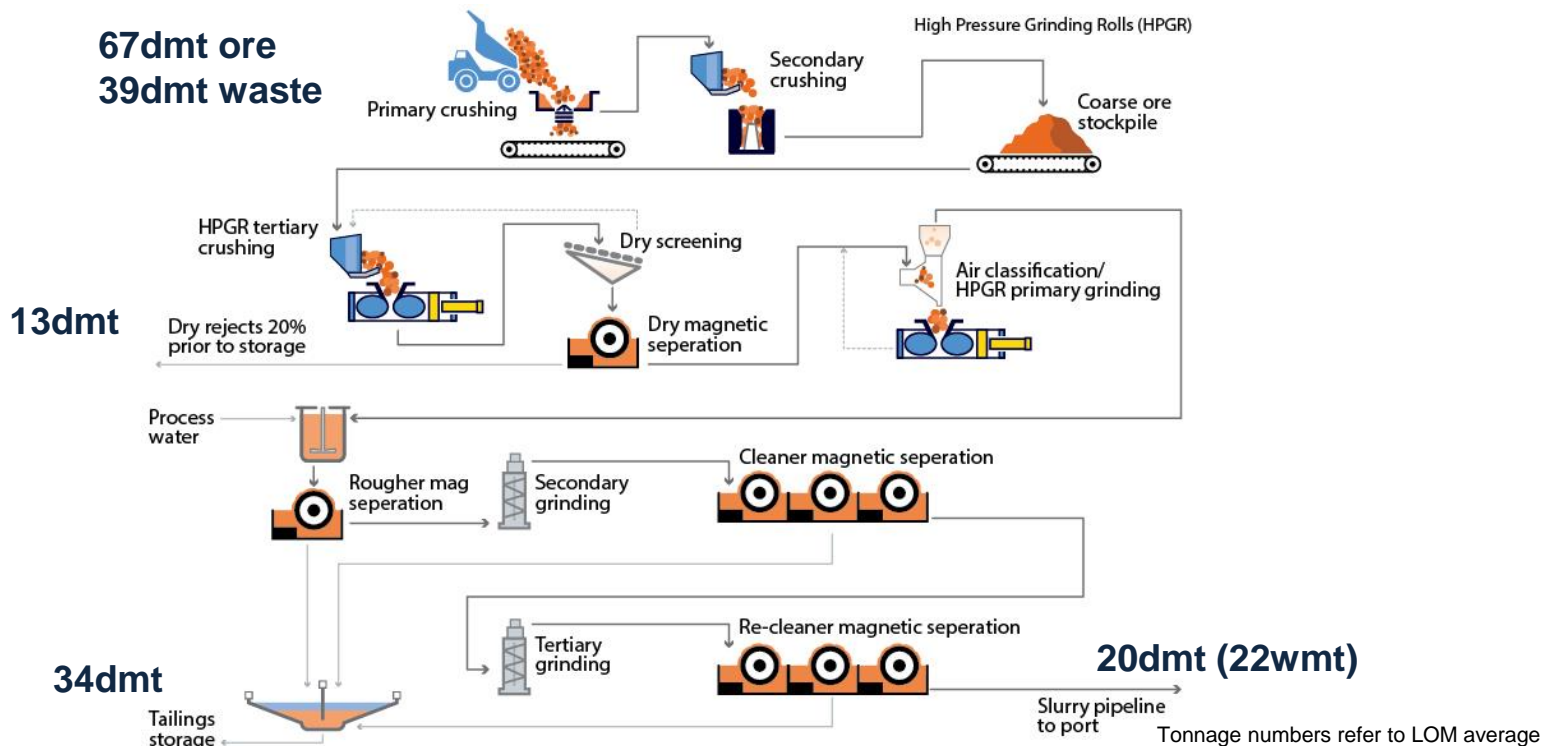 67dmt ore
39dmt waste
Primary crushing
Secondary
crushing
High Pressure Grinding Rolls (HPGR)
Coarse ore
stockpile
HPGR tertiary
crushing
Dry screening
Air classification/
HPGR primary grinding
13dmt
Dry rejects 20%
prior to storage
Dry magnetic
seperation
Process
water
Rougher mag
seperation
Secondary
grinding
Cleaner magnetic seperation
Tertiary
grinding
Re-cleaner magnetic seperation
34dmt
Tailings
storage
20dmt (22wmt)
Slurry pipeline
to port
Tonnage numbers refer to LOM average